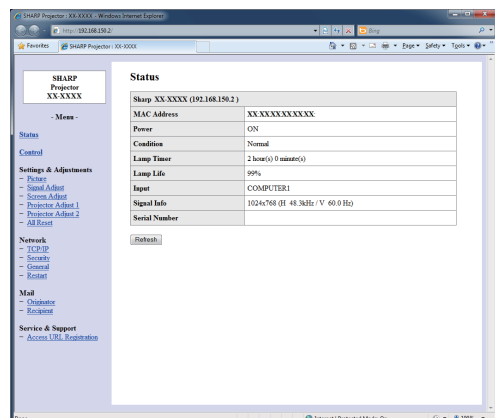 SHARP Projector : XX-XXXX - Windows Internet Explorer
http://192.168.150.2/
Bing
Favorites
SHARP Projector : XX-XXXX
Page
Safety
Tools
SHARP
Projector
XX-XXXX
- Menu -
Status
Control
Settings & Adjustments
- Picture
- Signal Adjust
- Screen Adjust
- Projector Adjust 1
- Projector Adjust 2
- All Reset
Network
- TCP/IP
- Security
- General
- Restart
Mail
- Originator
- Recipient
Service & Support
- Access URL Registration
Status
Sharp XX-XXXX (192.168.150.2 )
MAC Address XX:XXXXXXXXXX:
Power ON
Condition Normal
Lamp Timer 2 hour(s) 0 minute(s)
Lamp Life 99%
Input COMPUTER1
Signal Info 1024x768 (H 48.3kHz / V 60.0 Hz)
Serial Number
Refresh